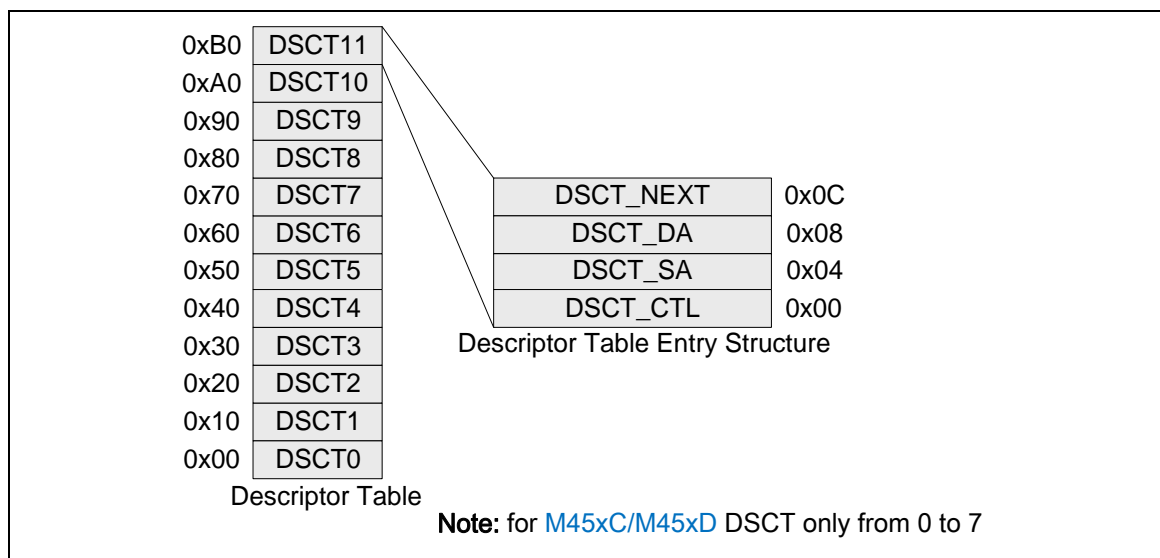 0xB0 DSCT11
0xA0 DSCT10
0x90 DSCT9
0x80 DSCT8
0x70 DSCT7 DSCT_NEXT 0x0C
0x60 DSCT6 DSCT_DA 0x08
0x50 DSCT5 DSCT_SA 0x04
0x40 DSCT4 DSCT_CTL 0x00
0x30 DSCT3 Descriptor Table Entry Structure
0x20 DSCT2
0x10 DSCT1
0x00 DSCT0
Descriptor Table
Note: for M45xC/M45xD DSCT only from 0 to 7